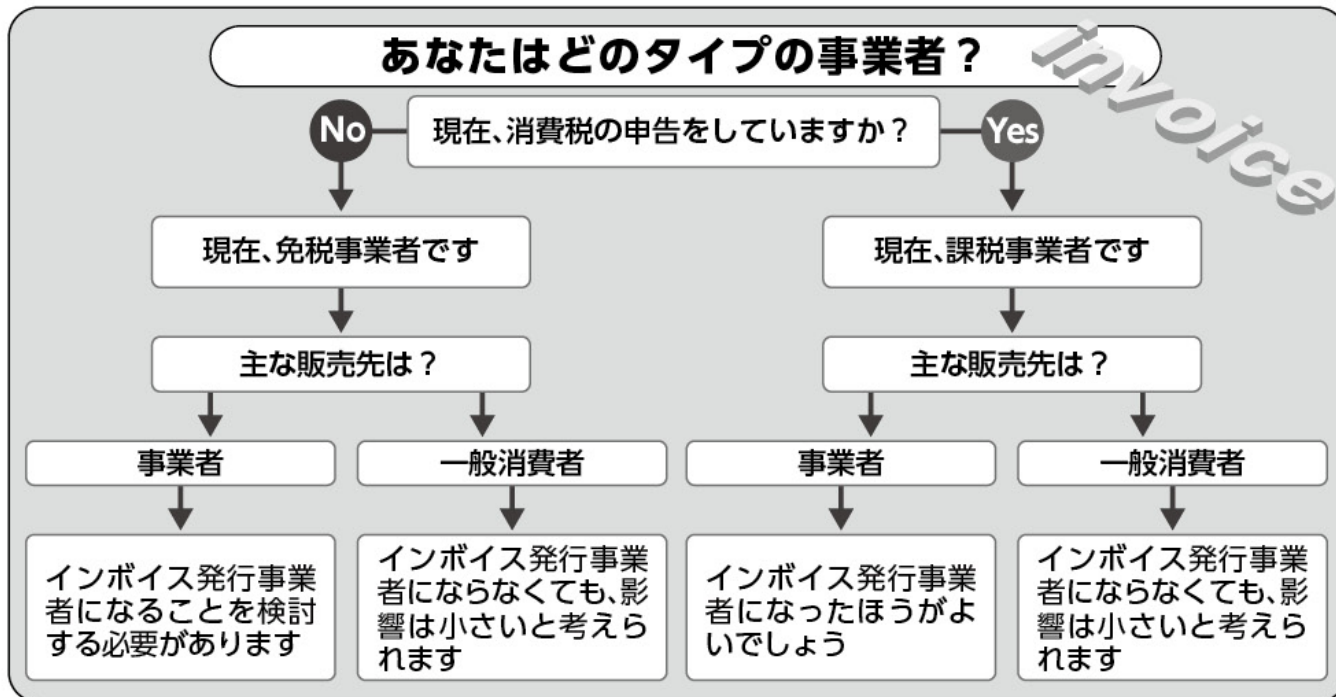 あなたはどのタイプの事業者？
invoice
No
現在、消費税の申告をしていますか？
Yes
現在、免税事業者です
現在、課税事業者です
主な販売先は？
主な販売先は？
事業者
一般消費者
事業者
一般消費者
インボイス発行事業
者になることを検討
する必要があります
インボイス発行事業
者にならなくても、影
響は小さいと考えら
れます
インボイス発行事業
者になったほうがよ
いでしょう
インボイス発行事業
者にならなくても、影
響は小さいと考えら
れます